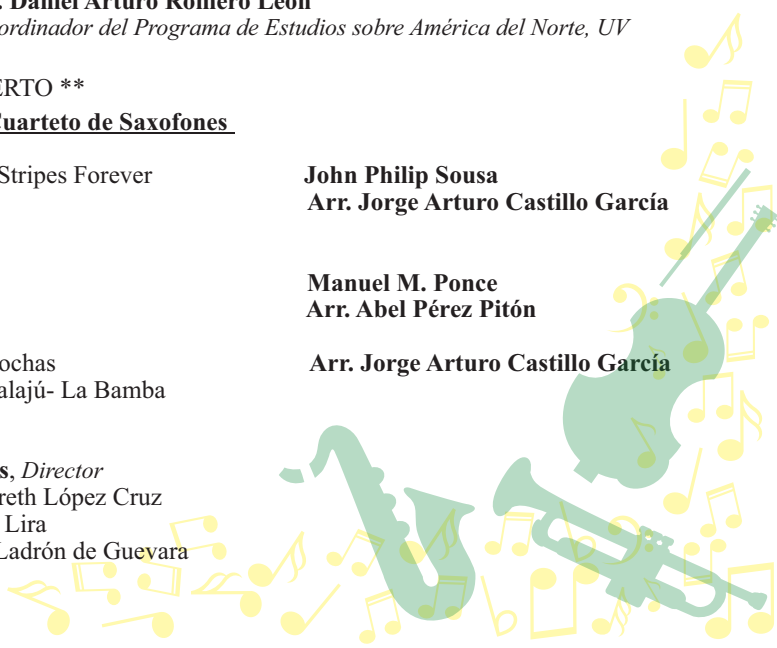 . Daniel Arturo Romero León
ordinador del Programa de Estudios sobre América del Norte, UV
ERTO **
Cuarteto de Saxofones
Stripes Forever John Philip Sousa
Arr. Jorge Arturo Castillo García
Manuel M. Ponce
Arr. Abel Pérez Pitón
ochas Arr. Jorge Arturo Castillo García
alajú- La Bamba
s, Director
reth López Cruz
Lira
Ladrón de Guevara